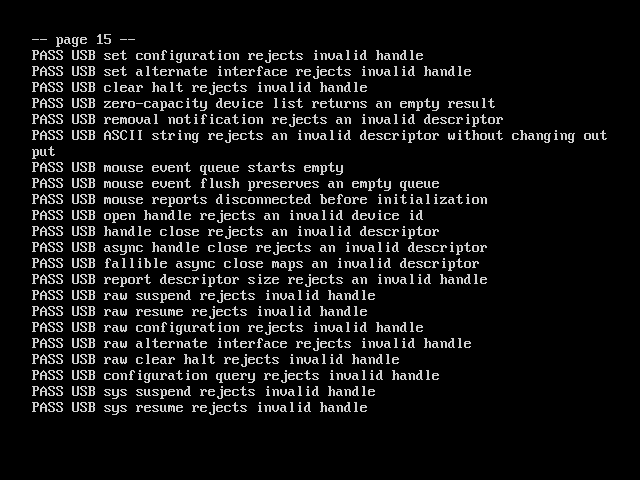 -- page 15 --
PASS USB set configuration rejects invalid handle
PASS USB set alternate interface rejects invalid handle
PASS USB clear halt rejects invalid handle
PASS USB zero-capacity device list returns an empty result
PASS USB removal notification rejects an invalid descriptor
PASS USB ASCII string rejects an invalid descriptor without changing out
put
PASS USB mouse event queue starts empty
PASS USB mouse event flush preserves an empty queue
PASS USB mouse reports disconnected before initialization
PASS USB open handle rejects an invalid device id
PASS USB handle close rejects an invalid descriptor
PASS USB async handle close rejects an invalid descriptor
PASS USB fallible async close maps an invalid descriptor
PASS USB report descriptor size rejects an invalid handle
PASS USB raw suspend rejects invalid handle
PASS USB raw resume rejects invalid handle
PASS USB raw configuration rejects invalid handle
PASS USB raw alternate interface rejects invalid handle
PASS USB raw clear halt rejects invalid handle
PASS USB configuration query rejects invalid handle
PASS USB sys suspend rejects invalid handle
PASS USB sys resume rejects invalid handle